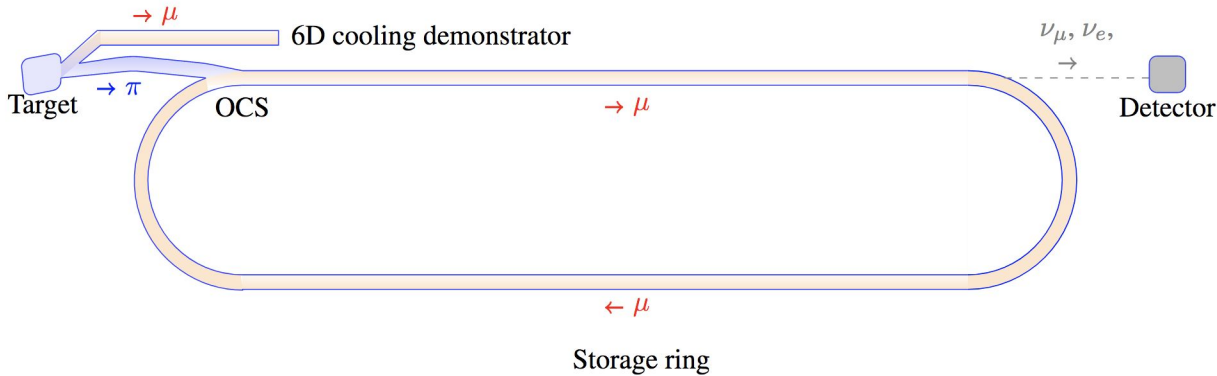 → μ
6D cooling demonstrator
ν_μ, ν_e,
→
→ π
Target
OCS
→ μ
Detector
← μ
Storage ring